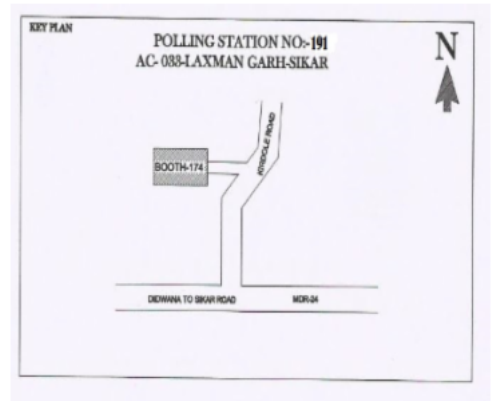 KEY PLAN
POLLING STATION NO:-191
AC- 033-LAXMAN GARH-SIKAR
N
ROAD
BOOTH-174
DIDWANA TO SIKAR ROAD MDR-24